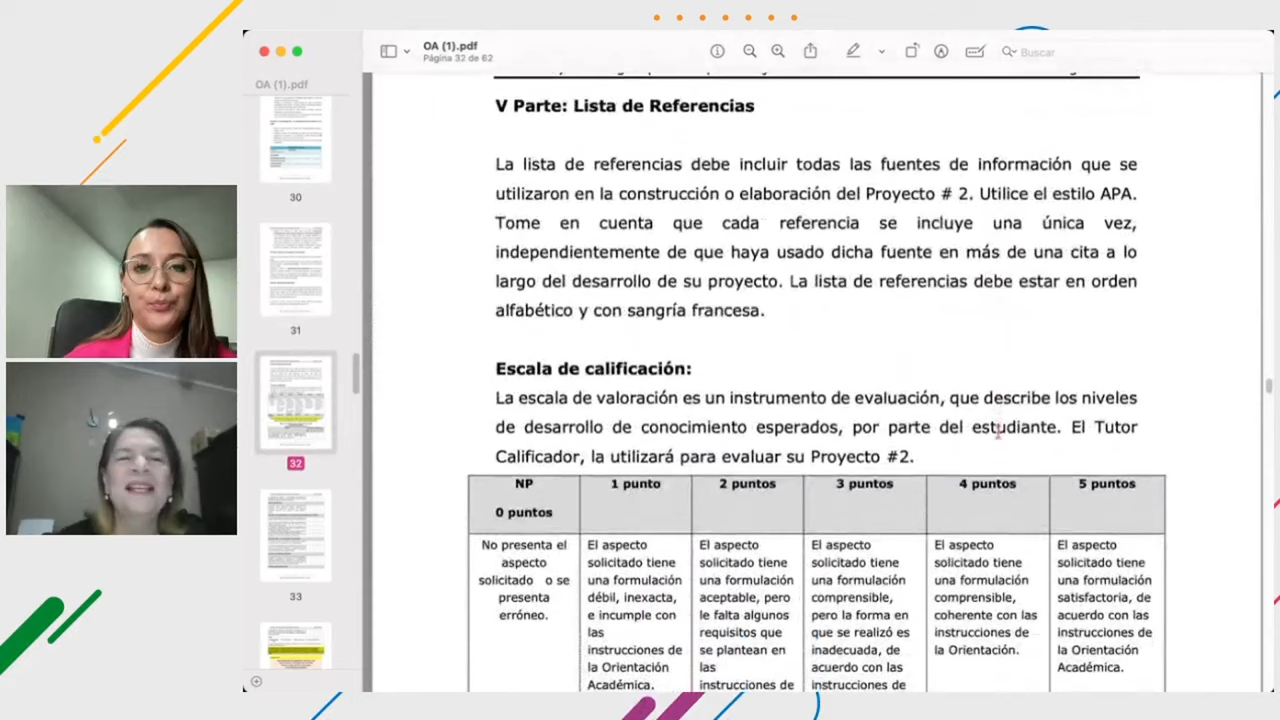 OA (1).pdf
Página 32 de 62
Buscar
OA (1).pdf
30
31
32
33
V Parte: Lista de Referencias
La lista de referencias debe incluir todas las fuentes de información que se
utilizaron en la construcción o elaboración del Proyecto # 2. Utilice el estilo APA.
Tome en cuenta que cada referencia se incluye una única vez,
independientemente de que haya usado dicha fuente en más de una cita a lo
largo del desarrollo de su proyecto. La lista de referencias debe estar en orden
alfabético y con sangría francesa.
Escala de calificación:
La escala de valoración es un instrumento de evaluación, que describe los niveles
de desarrollo de conocimiento esperados, por parte del estudiante. El Tutor
Calificador, la utilizará para evaluar su Proyecto #2.
NP
0 puntos
1 punto
2 puntos
3 puntos
4 puntos
5 puntos
No presenta el
aspecto
solicitado o se
presenta
erróneo.
El aspecto
solicitado tiene
una formulación
débil, inexacta,
e incumple con
las
instrucciones de
la Orientación
Académica.
El aspecto
solicitado tiene
una formulación
aceptable, pero
le falta algunos
requisitos que
se plantean en
las
instrucciones de
El aspecto
solicitado tiene
una formulación
comprensible,
pero la forma en
que se realizó es
inadecuada, de
acuerdo con las
instrucciones de
El aspecto
solicitado tiene
una formulación
comprensible,
coherente con las
instrucciones de
la Orientación.
El aspecto
solicitado tiene
una formulación
satisfactoria, de
acuerdo con las
instrucciones de
la Orientación
Académica.